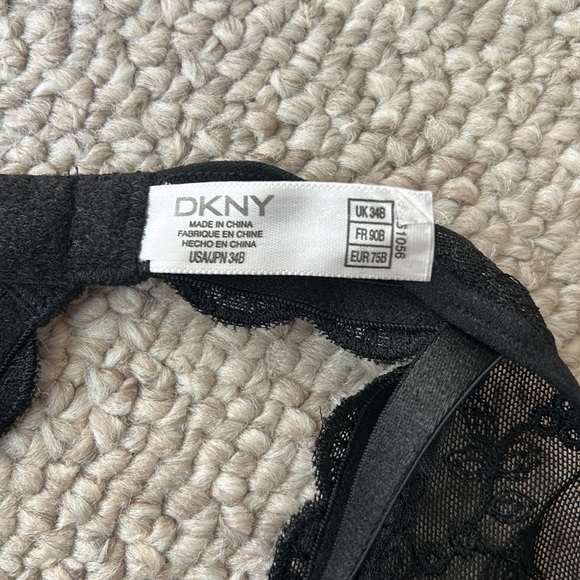 DKNY
MADE IN CHINA
FABRIQUE EN CHINE
HECHO EN CHINA
USA/JPN 34B
UK 34B
FR 90B
EUR 75B